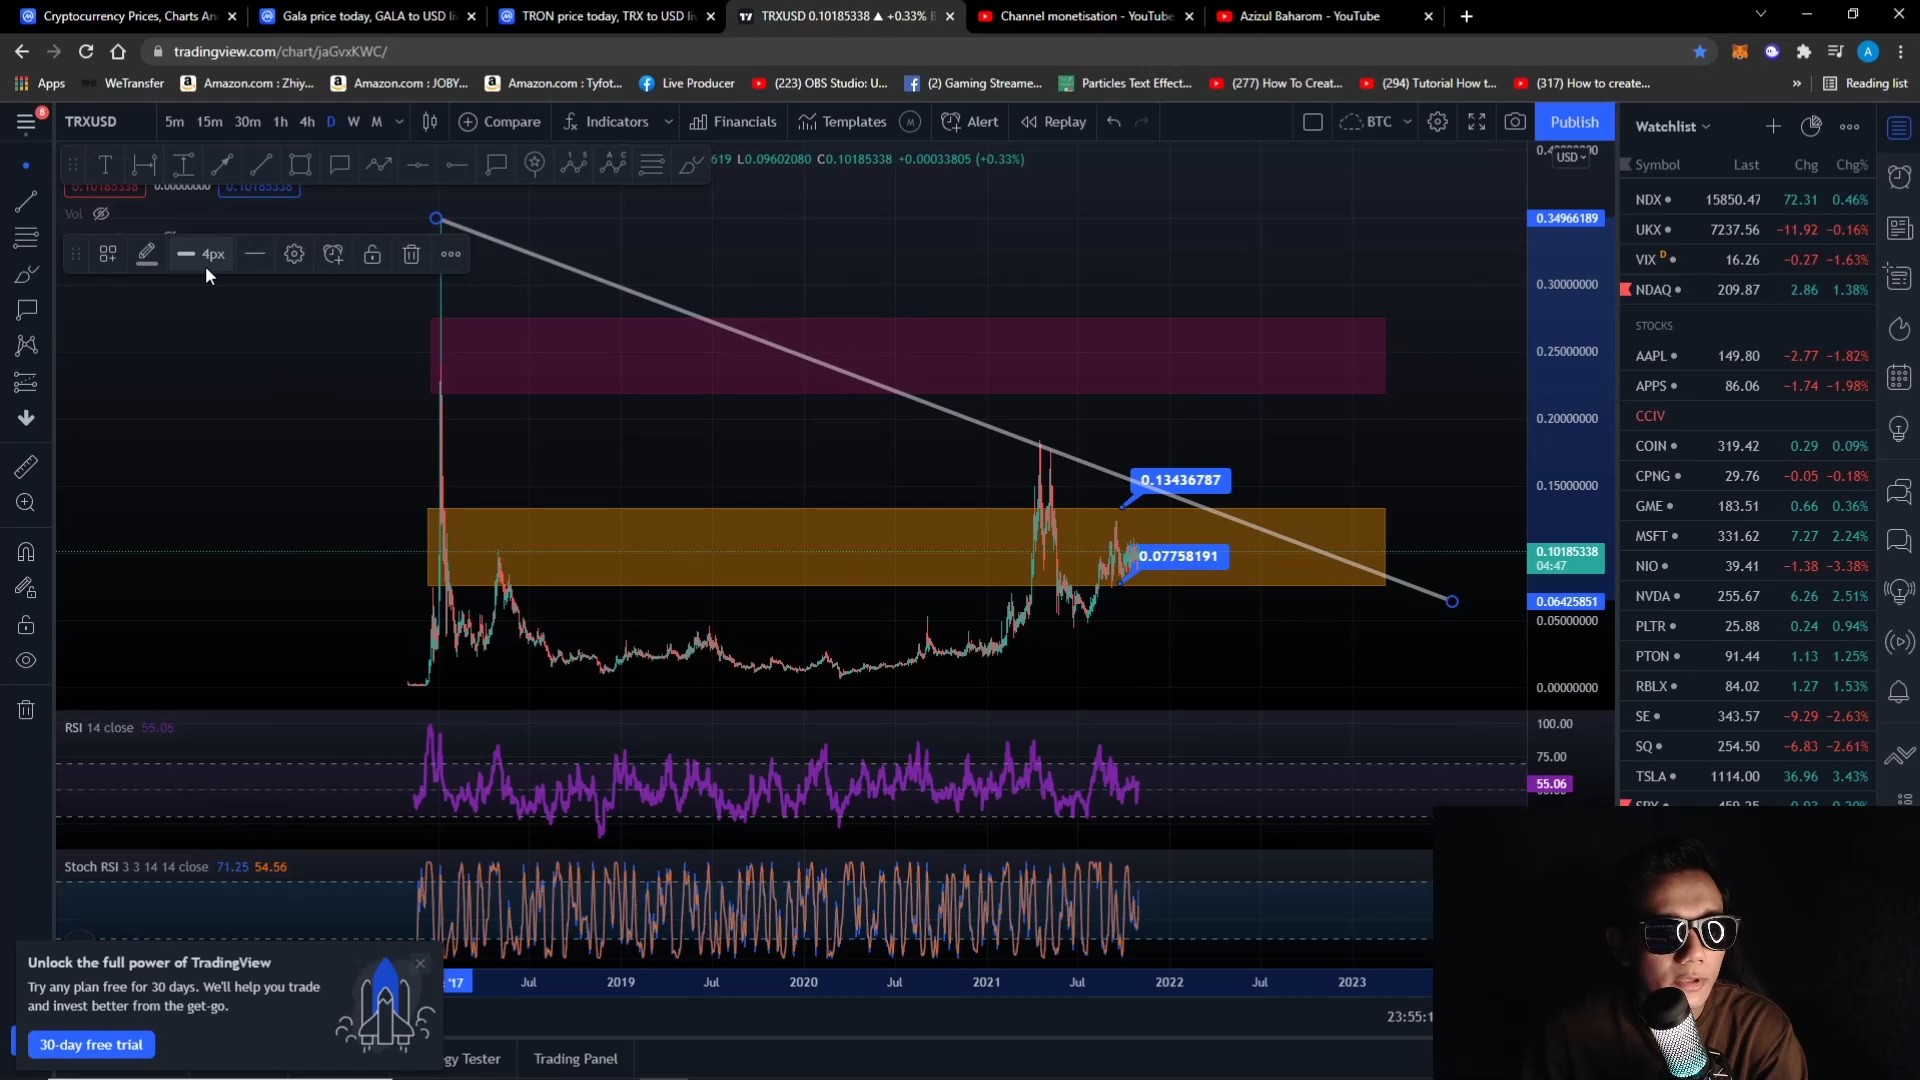 Cryptocurrency Prices, Charts An
Gala price today, GALA to USD li
TRON price today, TRX to USD li
TRXUSD 0.10185338 ▲ +0.33%
Channel monetisation - YouTube
Azizul Baharom - YouTube
tradingview.com/chart/jaGvxKWC/
A
Apps
WeTransfer
Amazon.com : Zhiy...
Amazon.com : JOBY...
Amazon.com : Tyfot...
Live Producer
(223) OBS Studio: U...
(2) Gaming Streame...
Particles Text Effect...
(277) How To Creat...
(294) Tutorial How t...
(317) How to create...
Reading list
8
TRXUSD
5m 15m 30m 1h 4h D W M
Compare
Indicators
Financials
Templates
M
Alert
Replay
BTC
Publish
619 L0.09602080 C0.10185338 +0.00033805 (+0.33%)
0.10185338 0.00000000 0.10185338
Vol
4px
USD
0.34966189
0.30000000
0.25000000
0.20000000
0.15000000
0.10185338
04:47
0.06425851
0.05000000
0.00000000
0.13436787
0.07758191
RSI 14 close 55.06
100.00
75.00
55.06
Stoch RSI 3 3 14 14 close 71.25 54.56
'17 Jul 2019 Jul 2020 Jul 2021 Jul 2022 Jul 2023
23:55:1
Unlock the full power of TradingView
Try any plan free for 30 days. We'll help you trade
and invest better from the get-go.
30-day free trial
gy Tester
Trading Panel
Watchlist
Symbol Last Chg Chg%
NDX 15850.47 72.31 0.46%
UKX 7237.56 −11.92 −0.16%
VIX D 16.26 −0.27 −1.63%
NDAQ 209.87 2.86 1.38%
STOCKS
AAPL 149.80 −2.77 −1.82%
APPS 86.06 −1.74 −1.98%
CCIV
COIN 319.42 0.29 0.09%
CPNG 29.76 −0.05 −0.18%
GME 183.51 0.66 0.36%
MSFT 331.62 7.27 2.24%
NIO 39.41 −1.38 −3.38%
NVDA 255.67 6.26 2.51%
PLTR 25.88 0.24 0.94%
PTON 91.44 1.13 1.25%
RBLX 84.02 1.27 1.53%
SE 343.57 −9.29 −2.63%
SQ 254.50 −6.83 −2.61%
TSLA 1114.00 36.96 3.43%